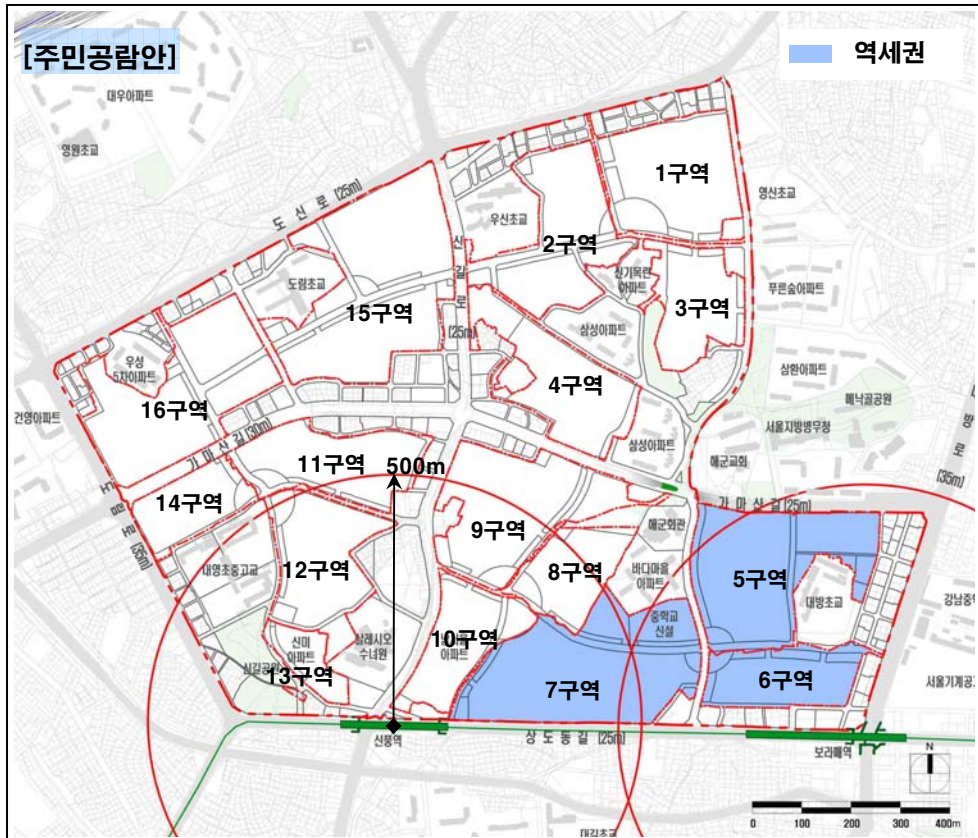 [주민공람안]
역세권
대우아파트
영원초교
도신로 (25m)
1구역
영신초교
우신초교
신길로
(25m)
2구역
신기목련
아파트
3구역
푸른숲아파트
도림초교
15구역
삼성아파트
4구역
삼환아파트
메낙골공원
우성
5차아파트
건영아파트
16구역
서울지방병무청
삼성아파트
해군교회
(35m)
가마산길(30m)
11구역
500m
가마산길(25m)
14구역
(35m)
9구역
해군회관
대영초중고교
12구역
8구역
바다마을
아파트
5구역
대방초교
중학교
신설
신미
아파트
살레시오
수녀원
10구역
아파트
신길공원
13구역
7구역
6구역
신풍역
상도동길 (25m)
보라매역
N
0 100 200 300 400m
대길초교